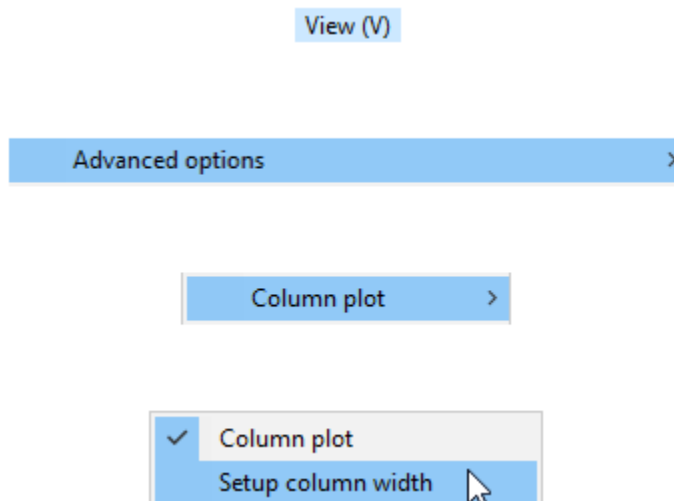 View (V)
Advanced options
Column plot
Column plot
Setup column width